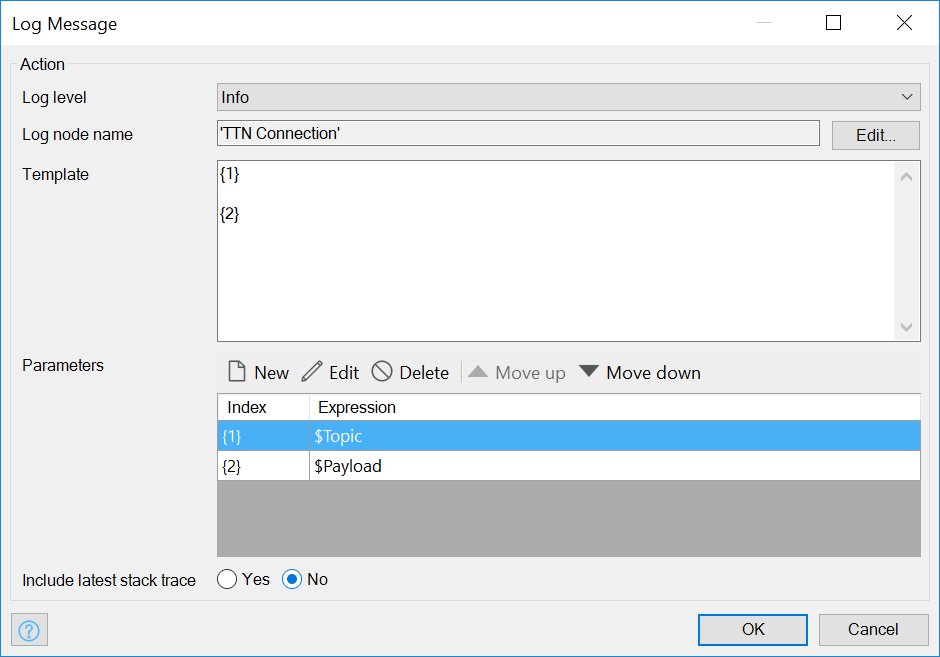 Log Message
Action
Log level
Info
Log node name
'TTN Connection'
Edit...
Template
{1}
{2}
Parameters
New Edit Delete Move up Move down
Index Expression
{1} $Topic
{2} $Payload
Include latest stack trace Yes No
? OK Cancel